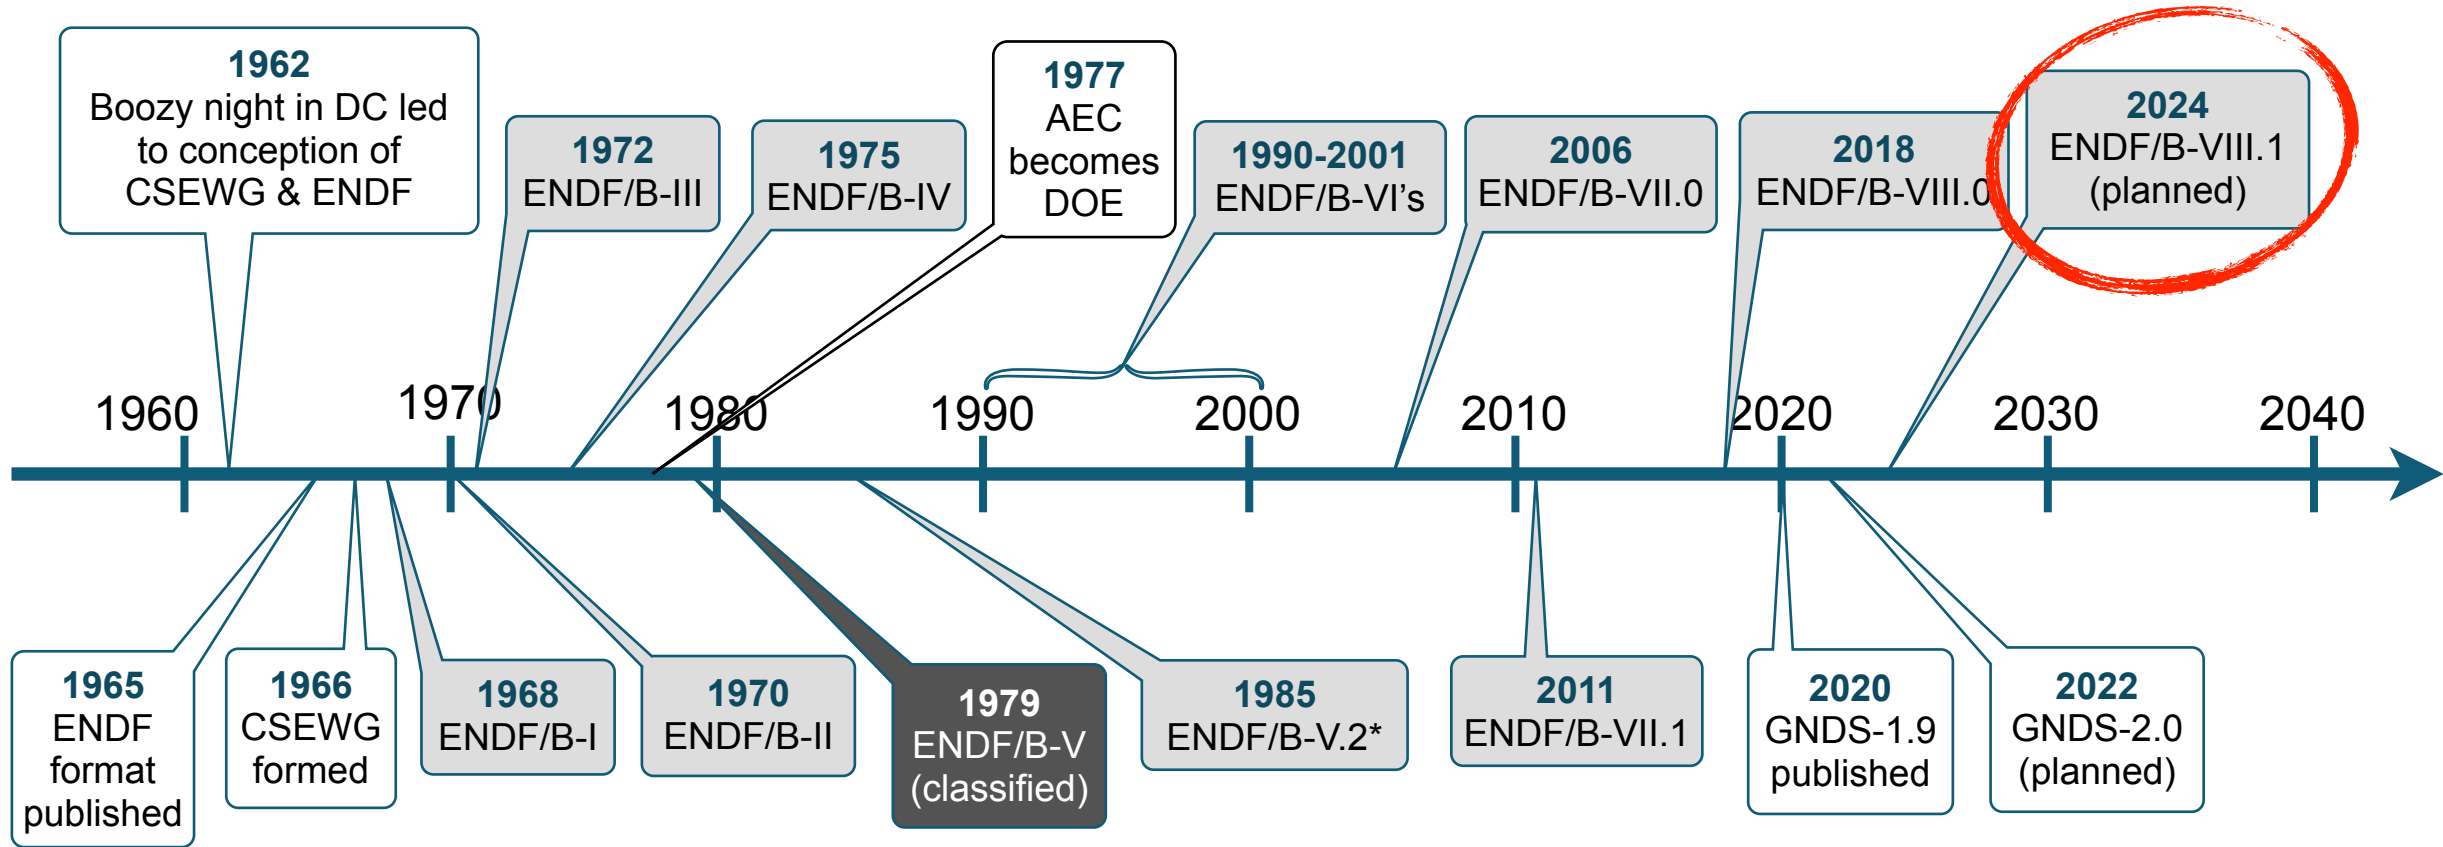 1962
Boozy night in DC led
to conception of
CSEWG & ENDF
1972
ENDF/B-III
1975
ENDF/B-IV
1977
AEC
becomes
DOE
1990-2001
ENDF/B-VI’s
2006
ENDF/B-VII.0
2018
ENDF/B-VIII.0
2024
ENDF/B-VIII.1
(planned)
1960
1970
1980
1990
2000
2010
2020
2030
2040
1965
ENDF
format
published
1966
CSEWG
formed
1968
ENDF/B-I
1970
ENDF/B-II
1979
ENDF/B-V
(classified)
1985
ENDF/B-V.2*
2011
ENDF/B-VII.1
2020
GNDS-1.9
published
2022
GNDS-2.0
(planned)